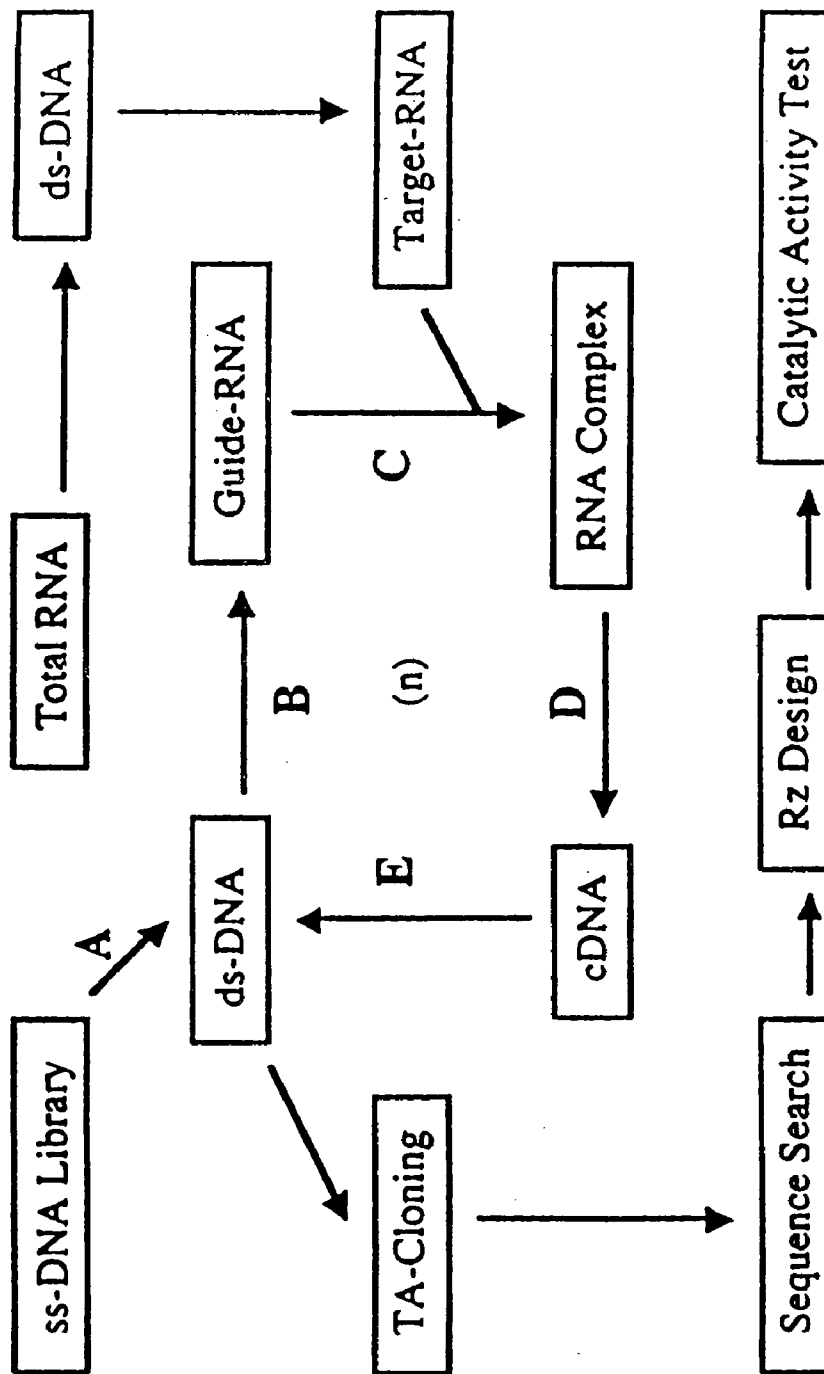 ss-DNA Library
Total RNA
ds-DNA
A
ds-DNA
B
Guide-RNA
TA-Cloning
E
(n)
C
Target-RNA
cDNA
D
RNA Complex
Sequence Search
Rz Design
Catalytic Activity Test